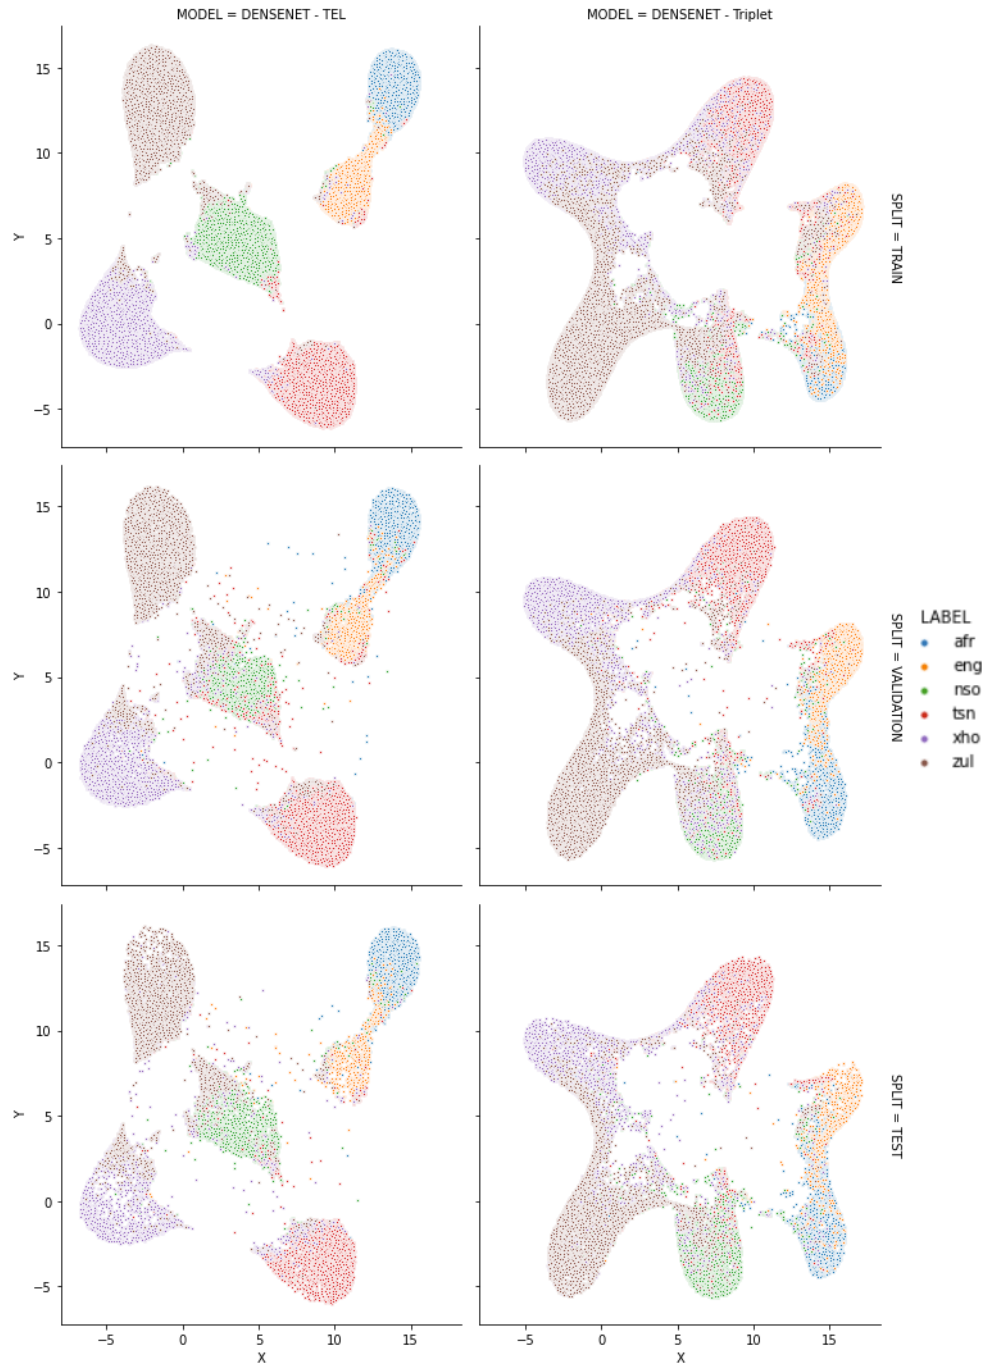 MODEL = DENSENET - TEL
MODEL = DENSENET - Triplet
15
10
5
0
−5
Y
SPLIT = TRAIN
15
10
5
0
−5
Y
SPLIT = VALIDATION
LABEL
afr
eng
nso
tsn
xho
zul
15
10
5
0
−5
Y
SPLIT = TEST
−5 0 5 10 15
X
−5 0 5 10 15
X